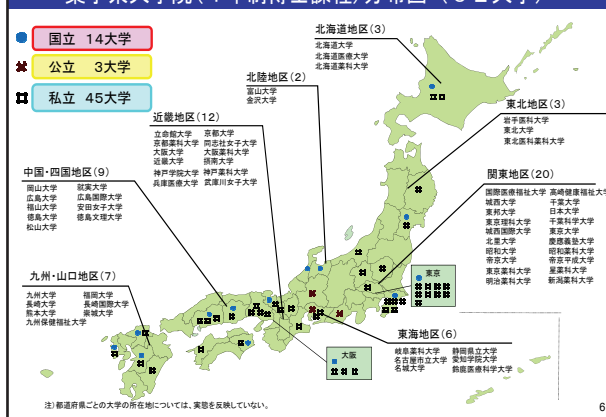 薬学系大学院(4年制博士課程)分布図 (62大学)
国立 14大学
公立 3大学
私立 45大学
北海道地区(3)
北海道大学
北海道医療大学
北海道薬科大学
北陸地区(2)
富山大学
金沢大学
東北地区(3)
岩手医科大学
東北大学
東北医科薬科大学
近畿地区(12)
立命館大学 京都大学
京都薬科大学 同志社女子大学
大阪大学 大阪薬科大学
近畿大学 摂南大学
神戸学院大学 神戸薬科大学
兵庫医療大学 武庫川女子大学
中国・四国地区(9)
岡山大学 就実大学
広島大学 広島国際大学
福山大学 安田女子大学
徳島大学 徳島文理大学
松山大学
関東地区(20)
国際医療福祉大学 高崎健康福祉大学
城西大学 千葉大学
東邦大学 日本大学
東京理科大学 千葉科学大学
城西国際大学 東京大学
北里大学 慶應義塾大学
昭和大学 昭和薬科大学
帝京大学 帝京平成大学
東京薬科大学 星薬科大学
明治薬科大学 新潟薬科大学
九州・山口地区(7)
九州大学 福岡大学
長崎大学 長崎国際大学
熊本大学 崇城大学
九州保健福祉大学
東京
東海地区(6)
岐阜薬科大学 静岡県立大学
名古屋市立大学 愛知学院大学
名城大学 鈴鹿医療科学大学
大阪
注)都道府県ごとの大学の所在地については、実態を反映していない。
6